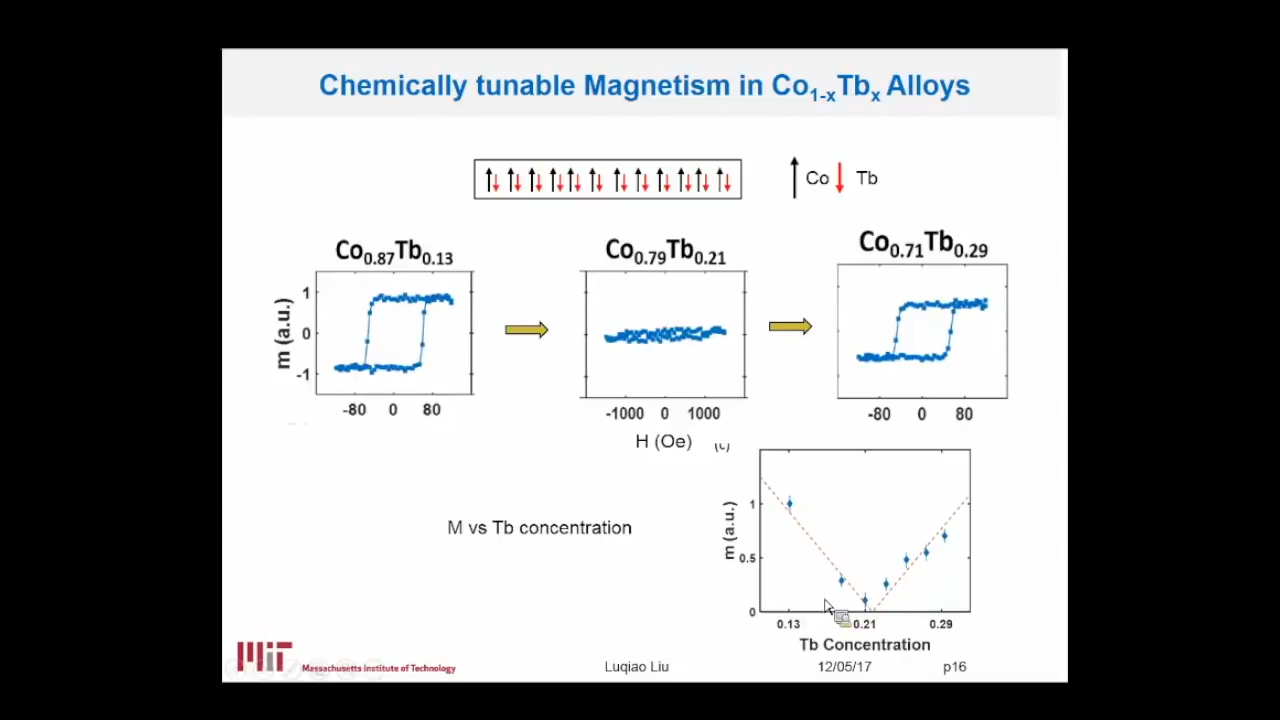 Chemically tunable Magnetism in Co1-xTbx Alloys
Co Tb
Co0.87Tb0.13
Co0.79Tb0.21
Co0.71Tb0.29
m (a.u.)
1
0
-1
-80 0 80
-1000 0 1000
-80 0 80
H (Oe)
(c)
M vs Tb concentration
m (a.u.)
1
0.5
0
0.13 0.21 0.29
Tb Concentration
MIT Massachusetts Institute of Technology
Luqiao Liu
12/05/17
p16